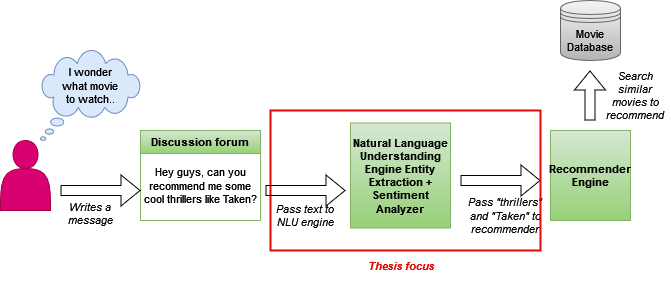 I wonder
what movie
to watch..
Writes a
message
Discussion forum
Hey guys, can you
recommend me some
cool thrillers like Taken?
Pass text to
NLU engine
Natural Language
Understanding
Engine Entity
Extraction +
Sentiment
Analyzer
Pass "thrillers"
and "Taken" to
recommender
Recommender
Engine
Search
similar
movies to
recommend
Movie
Database
Thesis focus